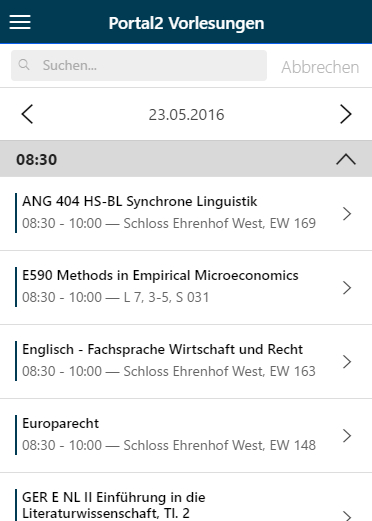 Portal2 Vorlesungen
Suchen...
Abbrechen
23.05.2016
08:30
ANG 404 HS-BL Synchrone Linguistik
08:30 - 10:00 — Schloss Ehrenhof West, EW 169
E590 Methods in Empirical Microeconomics
08:30 - 10:00 — L 7, 3-5, S 031
Englisch - Fachsprache Wirtschaft und Recht
08:30 - 10:00 — Schloss Ehrenhof West, EW 163
Europarecht
08:30 - 10:00 — Schloss Ehrenhof West, EW 148
GER E NL II Einführung in die
Literaturwissenschaft, Tl. 2